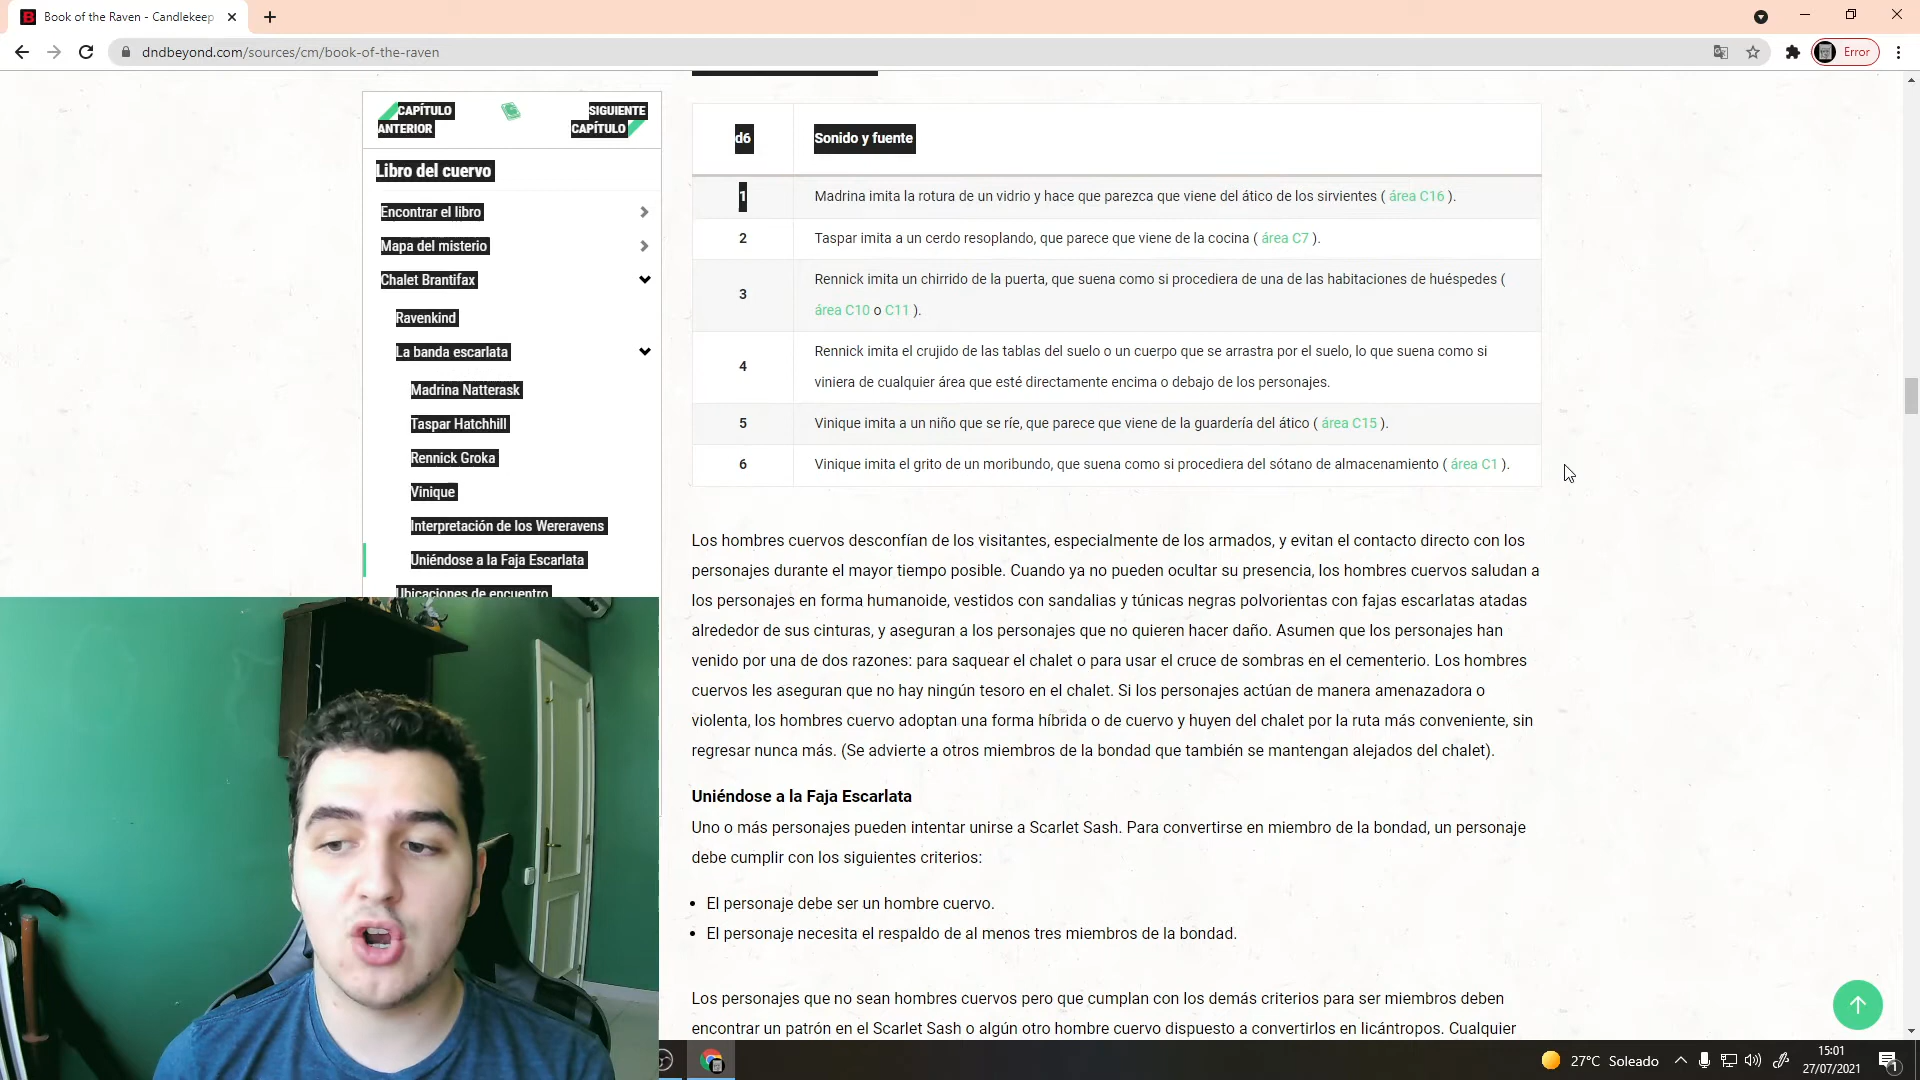 Book of the Raven - Candlekeep
dndbeyond.com/sources/cm/book-of-the-raven
Error
CAPÍTULO ANTERIOR
SIGUIENTE CAPÍTULO
Libro del cuervo
Encontrar el libro
Mapa del misterio
Chalet Brantifax
Ravenkind
La banda escarlata
Madrina Natterask
Taspar Hatchhill
Rennick Groka
Vinique
Interpretación de los Wereravens
Uniéndose a la Faja Escarlata
Ubicaciones de encuentro
d6 Sonido y fuente
1 Madrina imita la rotura de un vidrio y hace que parezca que viene del ático de los sirvientes ( área C16 ).
2 Taspar imita a un cerdo resoplando, que parece que viene de la cocina ( área C7 ).
3 Rennick imita un chirrido de la puerta, que suena como si procediera de una de las habitaciones de huéspedes (
área C10 o C11 ).
4 Rennick imita el crujido de las tablas del suelo o un cuerpo que se arrastra por el suelo, lo que suena como si
viniera de cualquier área que esté directamente encima o debajo de los personajes.
5 Vinique imita a un niño que se ríe, que parece que viene de la guardería del ático ( área C15 ).
6 Vinique imita el grito de un moribundo, que suena como si procediera del sótano de almacenamiento ( área C1 ).
Los hombres cuervos desconfían de los visitantes, especialmente de los armados, y evitan el contacto directo con los
personajes durante el mayor tiempo posible. Cuando ya no pueden ocultar su presencia, los hombres cuervos saludan a
los personajes en forma humanoide, vestidos con sandalias y túnicas negras polvorientas con fajas escarlatas atadas
alrededor de sus cinturas, y aseguran a los personajes que no quieren hacer daño. Asumen que los personajes han
venido por una de dos razones: para saquear el chalet o para usar el cruce de sombras en el cementerio. Los hombres
cuervos les aseguran que no hay ningún tesoro en el chalet. Si los personajes actúan de manera amenazadora o
violenta, los hombres cuervo adoptan una forma híbrida o de cuervo y huyen del chalet por la ruta más conveniente, sin
regresar nunca más. (Se advierte a otros miembros de la bondad que también se mantengan alejados del chalet).
Uniéndose a la Faja Escarlata
Uno o más personajes pueden intentar unirse a Scarlet Sash. Para convertirse en miembro de la bondad, un personaje
debe cumplir con los siguientes criterios:
• El personaje debe ser un hombre cuervo.
• El personaje necesita el respaldo de al menos tres miembros de la bondad.
Los personajes que no sean hombres cuervos pero que cumplan con los demás criterios para ser miembros deben
encontrar un patrón en el Scarlet Sash o algún otro hombre cuervo dispuesto a convertirlos en licántropos. Cualquier
27°C Soleado
15:01
27/07/2021
1